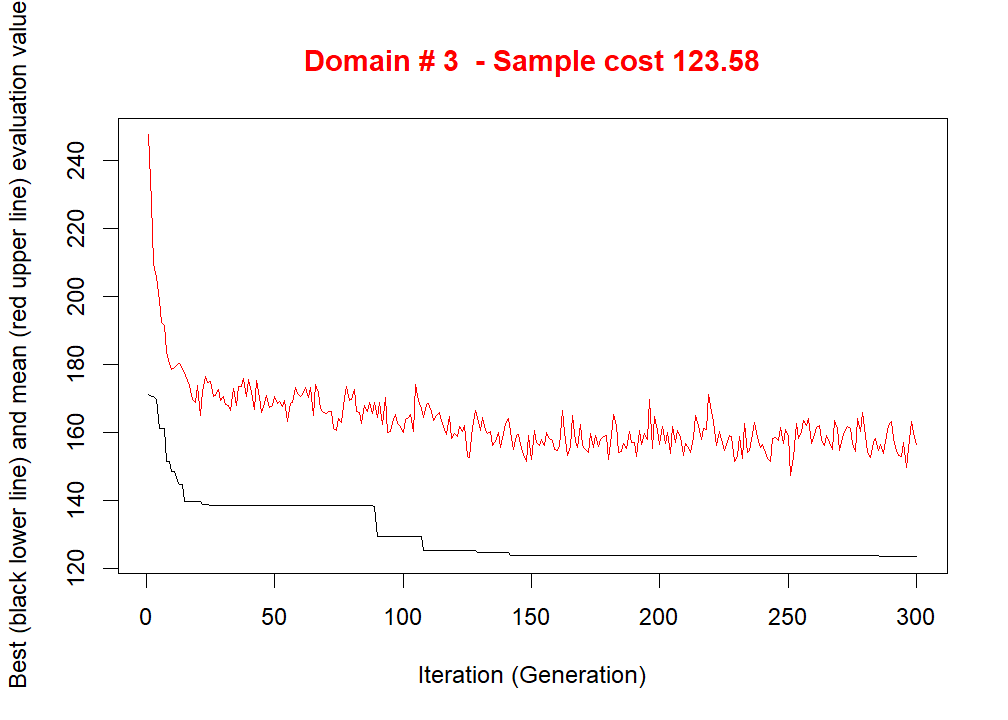 Domain # 3  - Sample cost 123.58
Best (black lower line) and mean (red upper line) evaluation value
240
220
200
180
160
140
120
0 50 100 150 200 250 300
Iteration (Generation)